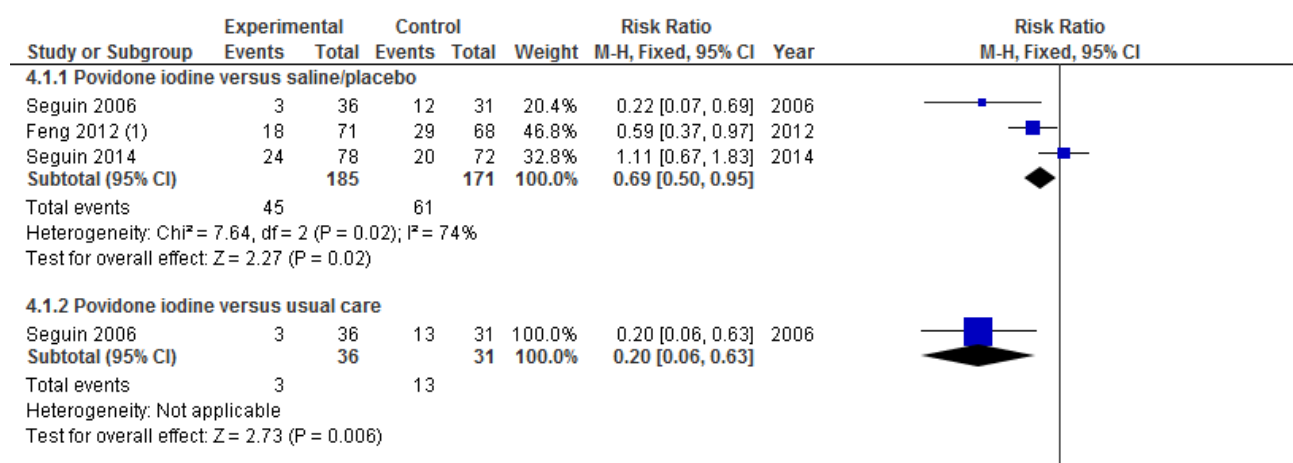 Experimental Control Risk Ratio Risk Ratio
Study or Subgroup Events Total Events Total Weight M-H, Fixed, 95% CI Year M-H, Fixed, 95% CI
4.1.1 Povidone iodine versus saline/placebo
Seguin 2006 3 36 12 31 20.4% 0.22 [0.07, 0.69] 2006
Feng 2012 (1) 18 71 29 68 46.8% 0.59 [0.37, 0.97] 2012
Seguin 2014 24 78 20 72 32.8% 1.11 [0.67, 1.83] 2014
Subtotal (95% CI) 185 171 100.0% 0.69 [0.50, 0.95]
Total events 45 61
Heterogeneity: Chi² = 7.64, df = 2 (P = 0.02); I² = 74%
Test for overall effect: Z = 2.27 (P = 0.02)
4.1.2 Povidone iodine versus usual care
Seguin 2006 3 36 13 31 100.0% 0.20 [0.06, 0.63] 2006
Subtotal (95% CI) 36 31 100.0% 0.20 [0.06, 0.63]
Total events 3 13
Heterogeneity: Not applicable
Test for overall effect: Z = 2.73 (P = 0.006)